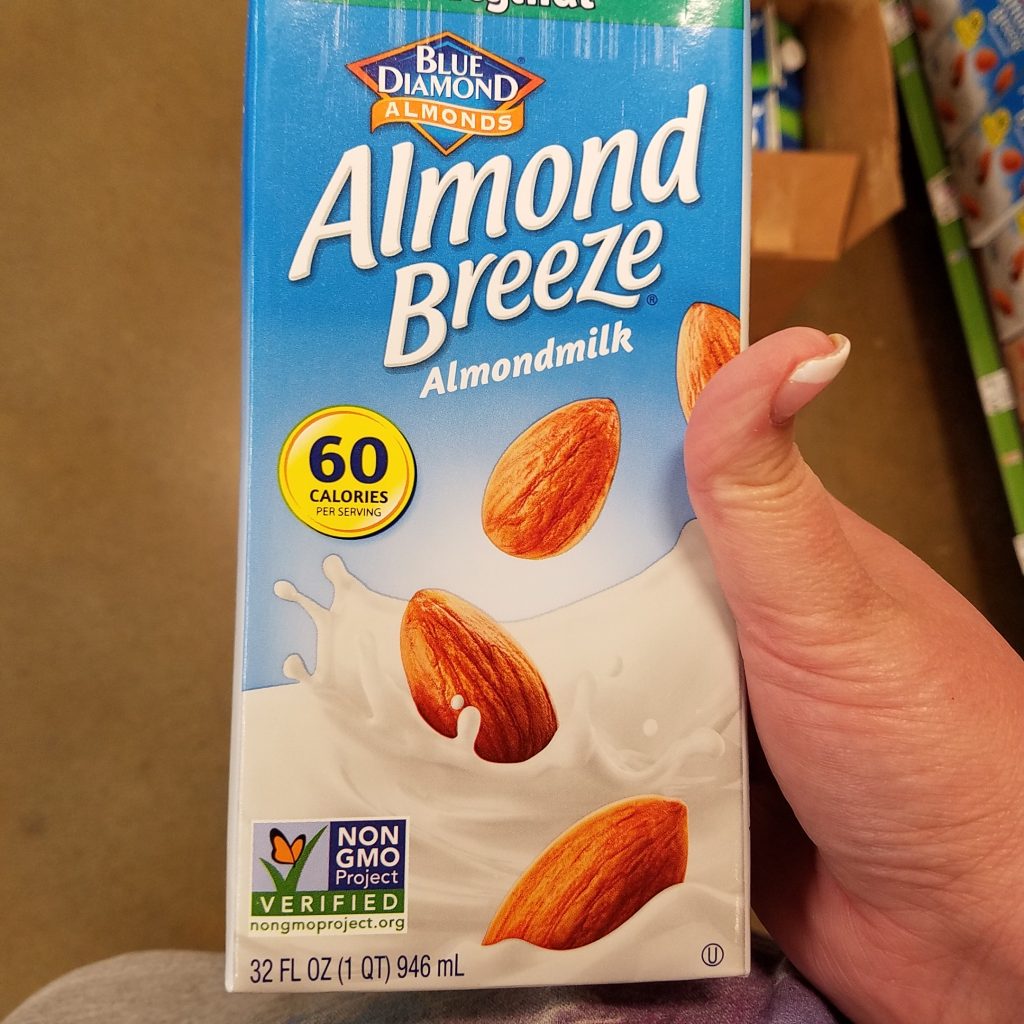 BLUE
DIAMOND®
ALMONDS
Almond
Breeze®
Almondmilk
60
CALORIES
PER SERVING
NON
GMO
Project
VERIFIED
nongmoproject.org
32 FL OZ (1 QT) 946 mL
U